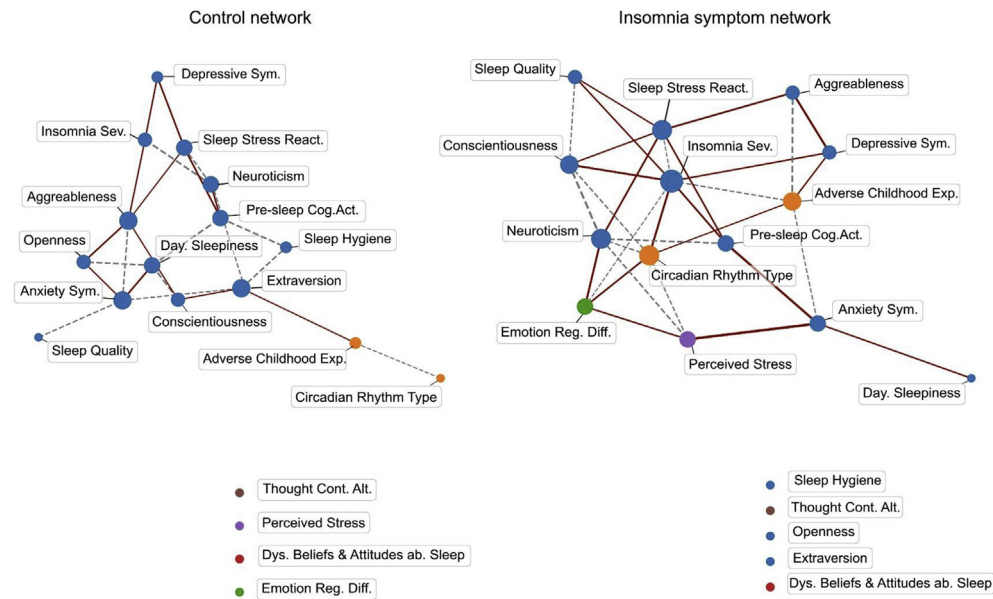 Control network
Depressive Sym.
Insomnia Sev.
Sleep Stress React.
Neuroticism
Aggreableness
Pre-sleep Cog.Act.
Openness
Day. Sleepiness
Sleep Hygiene
Anxiety Sym.
Extraversion
Conscientiousness
Sleep Quality
Adverse Childhood Exp.
Circadian Rhythm Type
Thought Cont. Alt.
Perceived Stress
Dys. Beliefs & Attitudes ab. Sleep
Emotion Reg. Diff.
Insomnia symptom network
Sleep Quality
Sleep Stress React.
Aggreableness
Conscientiousness
Insomnia Sev.
Depressive Sym.
Adverse Childhood Exp.
Neuroticism
Pre-sleep Cog.Act.
Circadian Rhythm Type
Anxiety Sym.
Emotion Reg. Diff.
Perceived Stress
Day. Sleepiness
Sleep Hygiene
Thought Cont. Alt.
Openness
Extraversion
Dys. Beliefs & Attitudes ab. Sleep